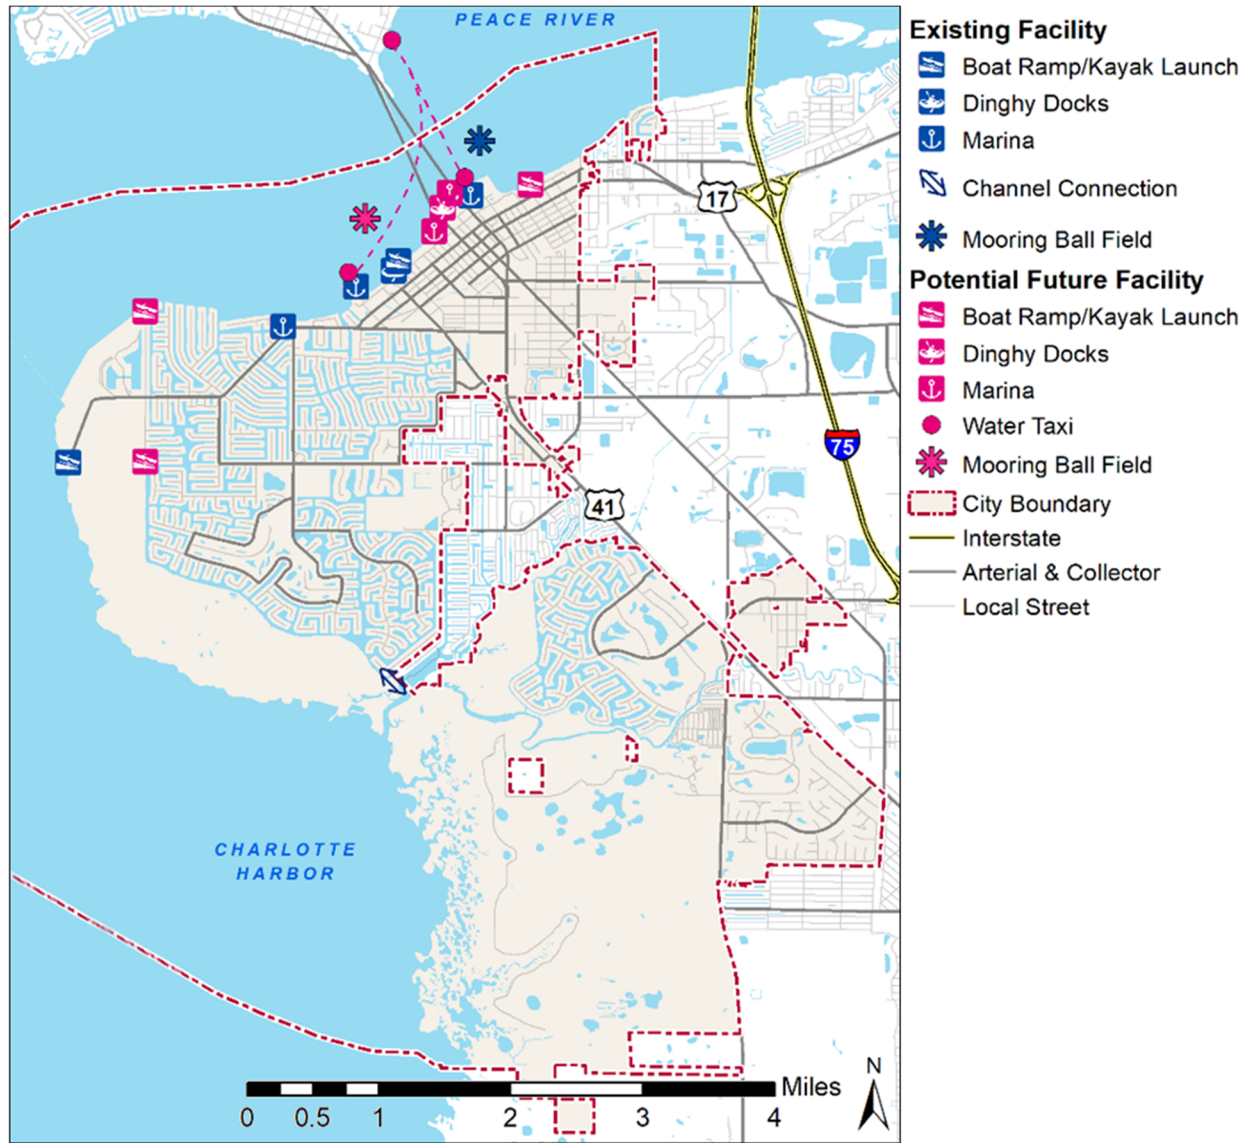 PEACE RIVER
17
75
41
CHARLOTTE
HARBOR
0 0.5 1 2 3 4 Miles
N
Existing Facility
Boat Ramp/Kayak Launch
Dinghy Docks
Marina
Channel Connection
Mooring Ball Field
Potential Future Facility
Boat Ramp/Kayak Launch
Dinghy Docks
Marina
Water Taxi
Mooring Ball Field
City Boundary
Interstate
Arterial & Collector
Local Street